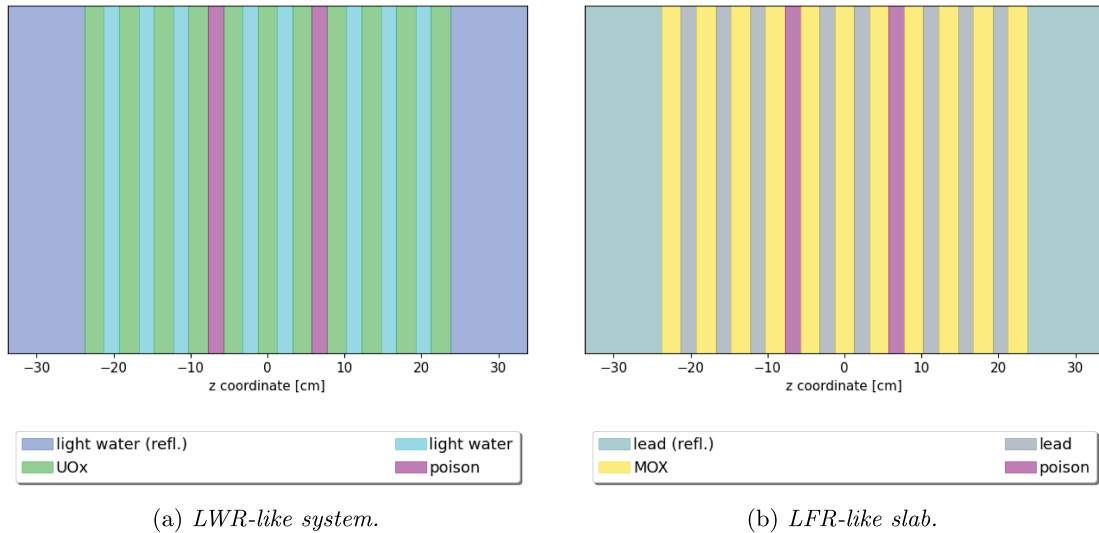 −30 −20 −10 0 10 20 30
z coordinate [cm]
light water (refl.) light water
UOx poison
(a) LWR-like system.
−30 −20 −10 0 10 20 30
z coordinate [cm]
lead (refl.) lead
MOX poison
(b) LFR-like slab.